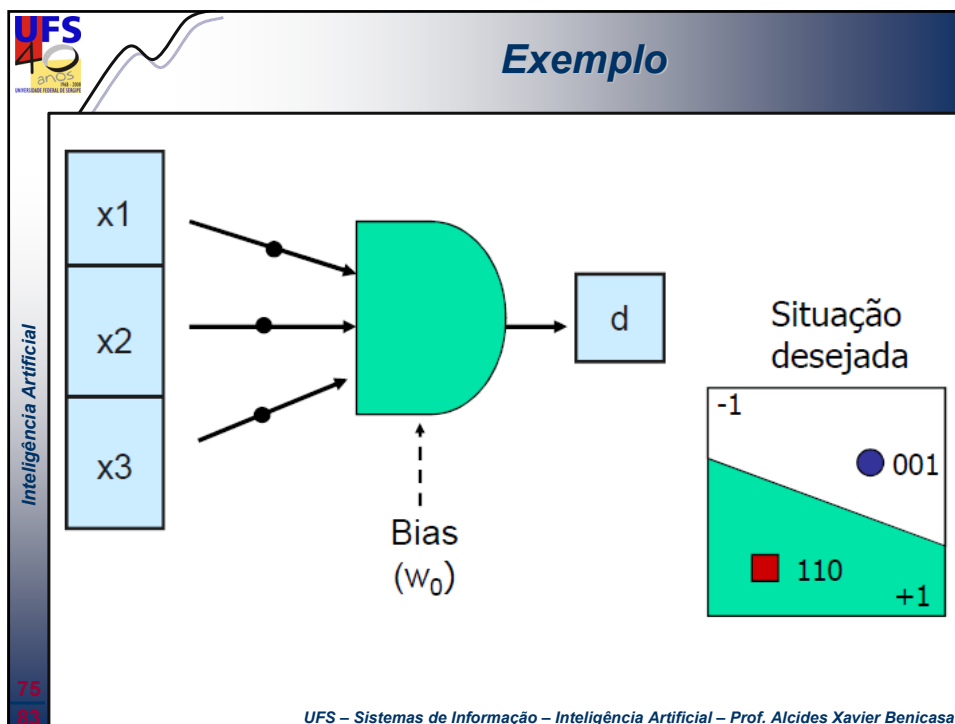 UFS
40
anos
1968 - 2008
UNIVERSIDADE FEDERAL DE SERGIPE
Exemplo
Inteligência Artificial
x1
x2
x3
d
Bias
(w₀)
Situação
desejada
-1
001
110
+1
75
83
UFS – Sistemas de Informação – Inteligência Artificial – Prof. Alcides Xavier Benicasa